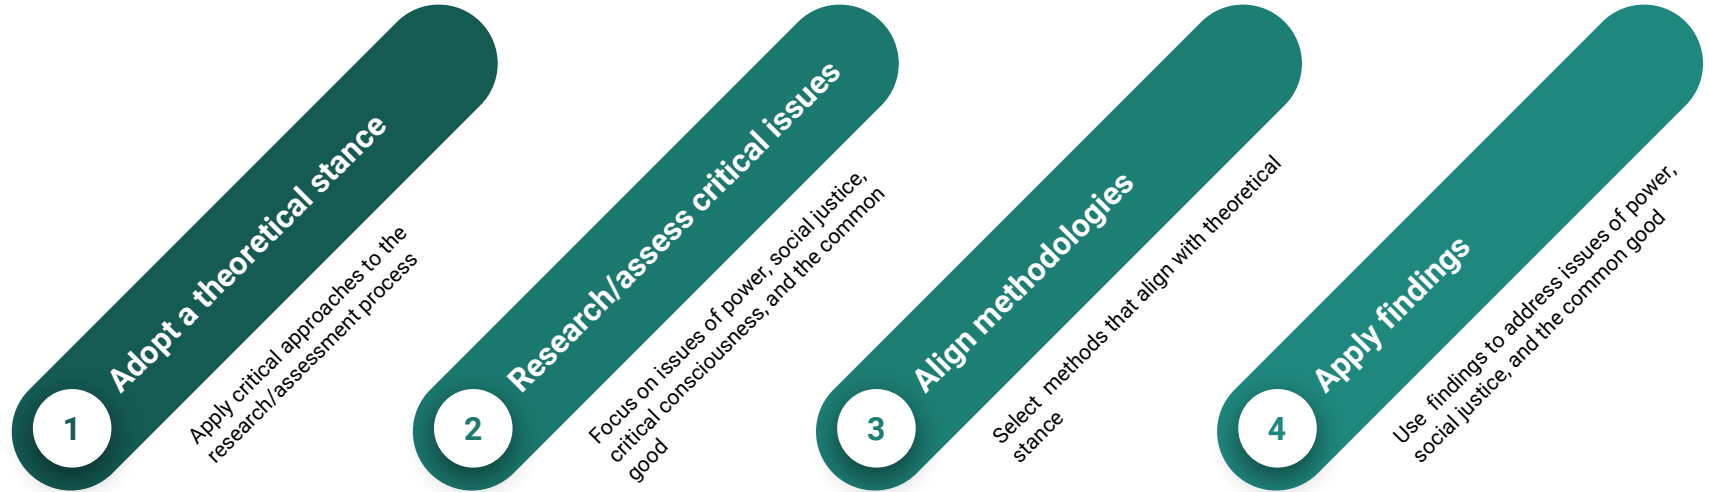 1
Adopt a theoretical stance
Apply critical approaches to the
research/assessment process
2
Research/assess critical issues
Focus on issues of power, social justice,
critical consciousness, and the common
good
3
Align methodologies
Select  methods that align with theoretical
stance
4
Apply findings
Use  findings to address issues of power,
social justice, and the common good